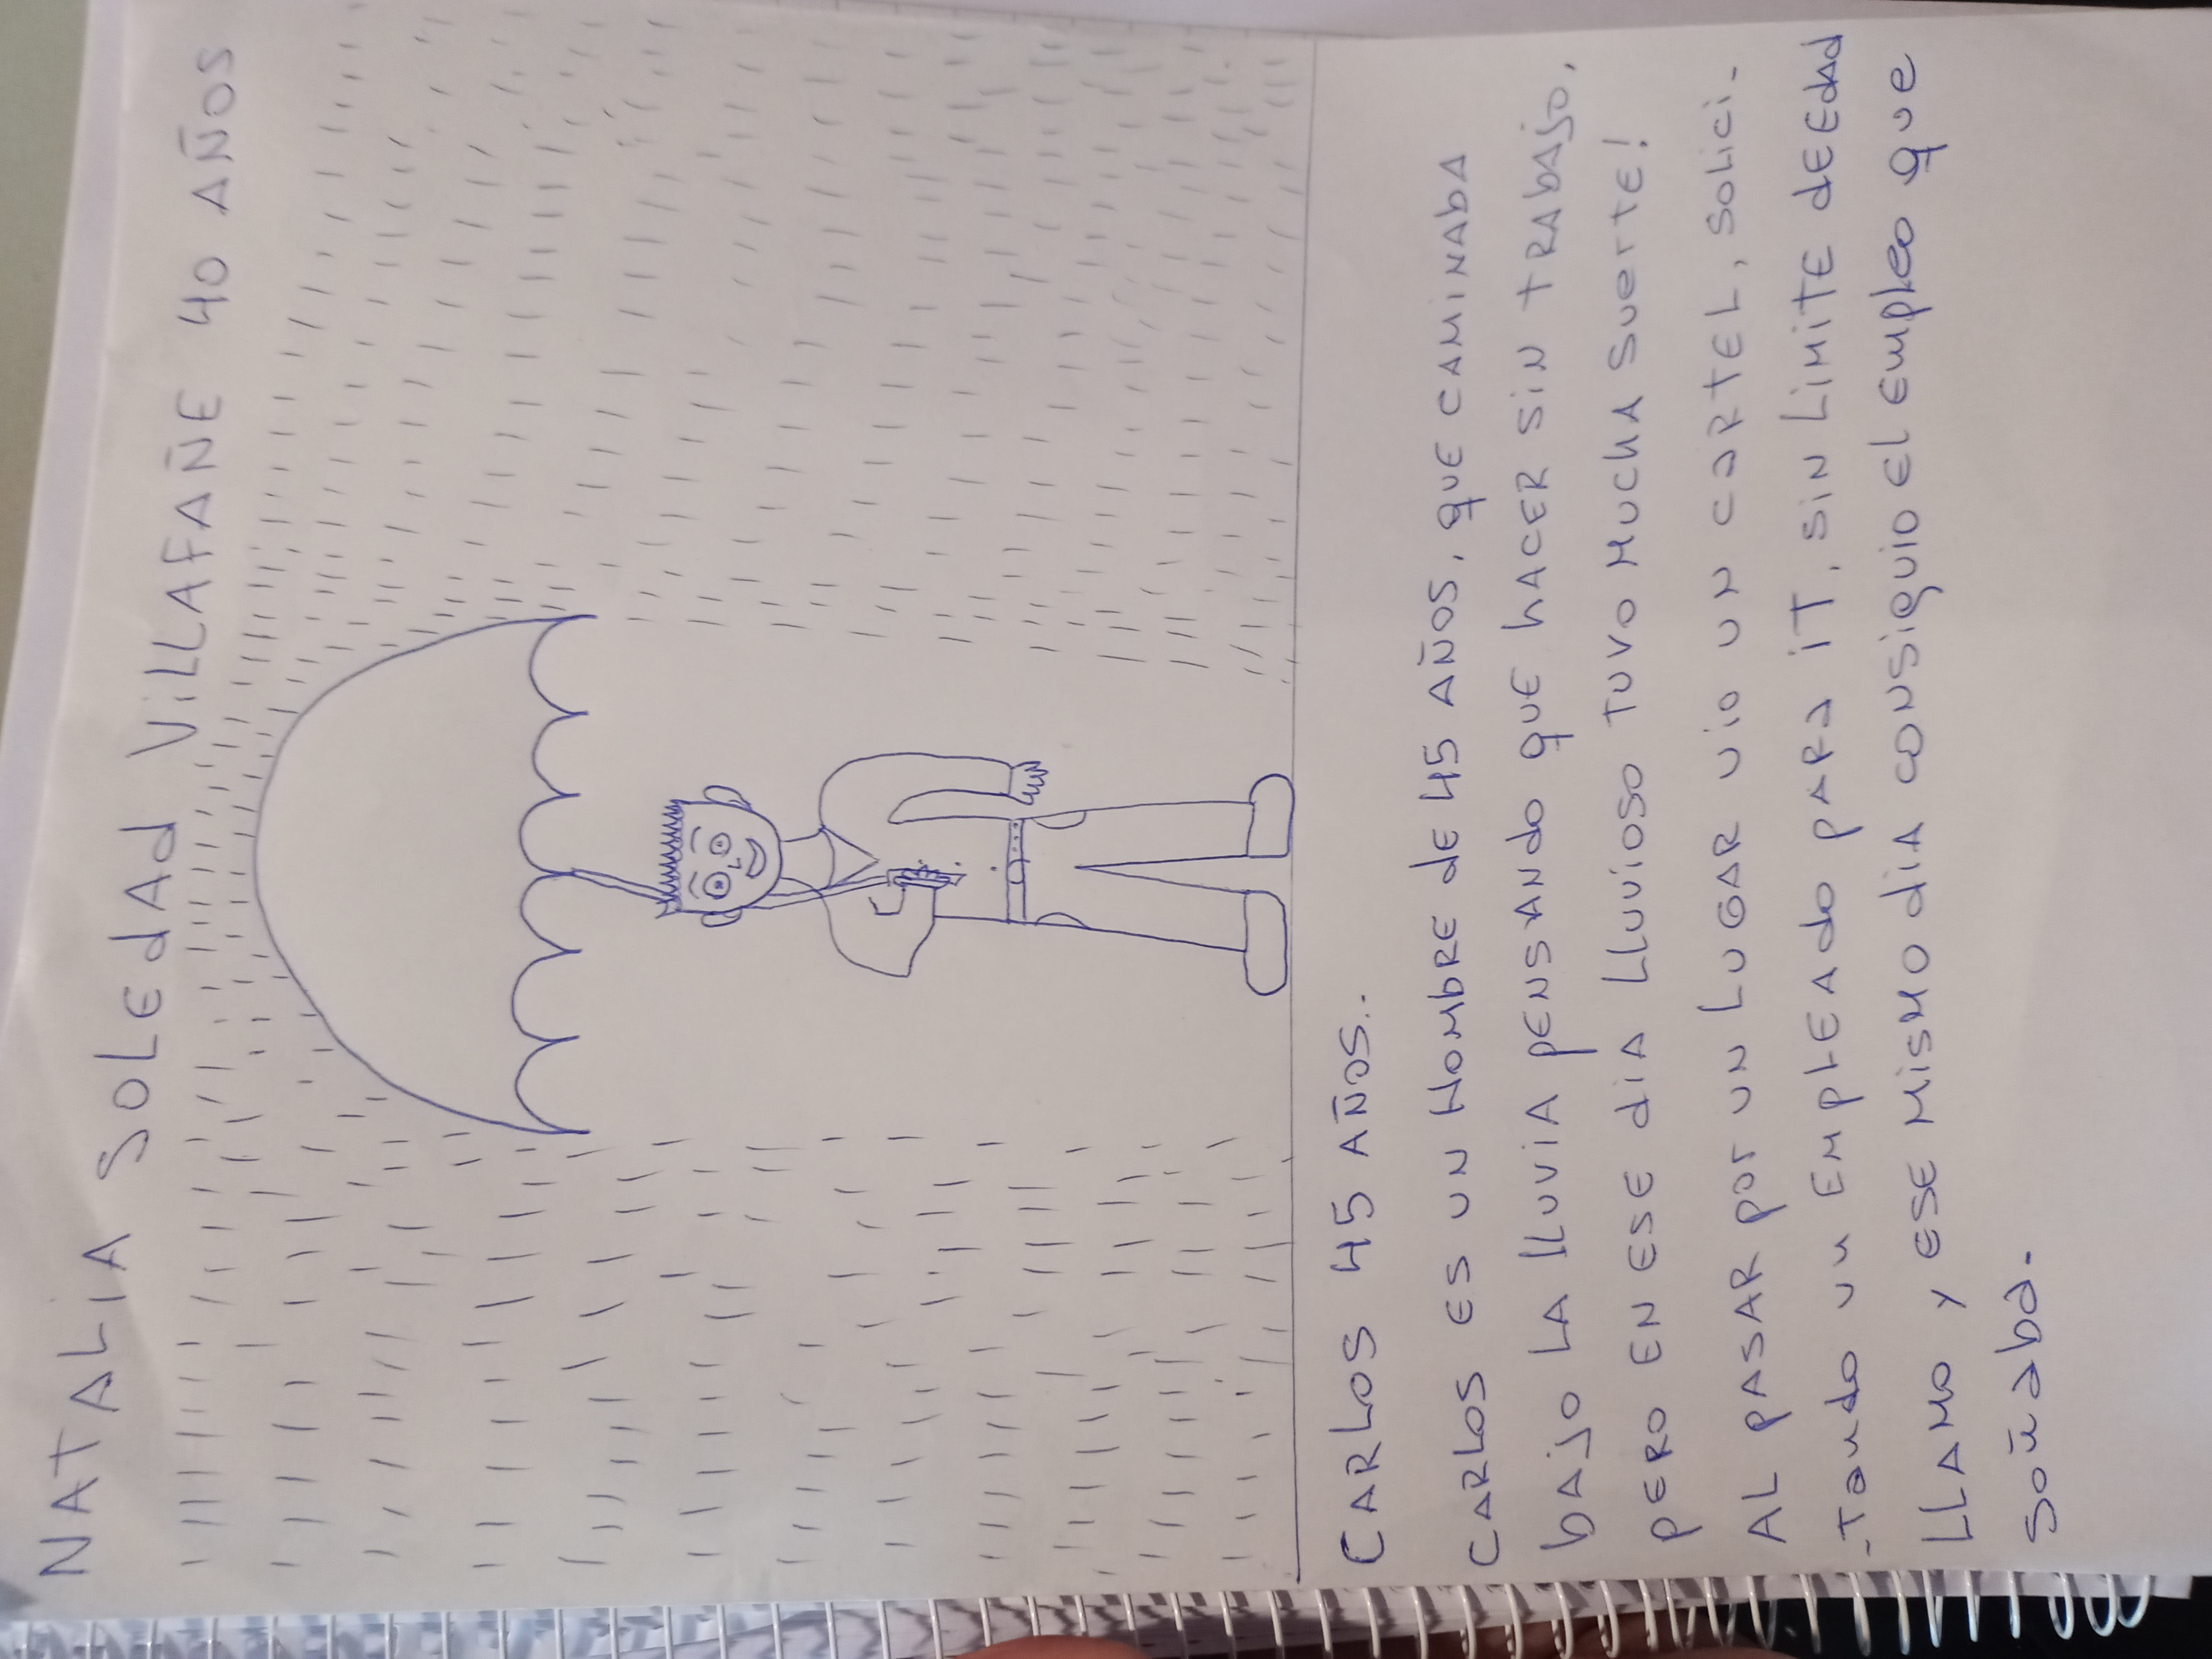 NATALIA SOLEDAD VILLAFAÑE 40 AÑOS
CARLOS 45 AÑOS..
CARLOS ES UN HOMBRE DE 45 AÑOS, QUE CAMINABA
BAJO LA LLUVIA PENSANDO QUE HACER SIN TRABAJO,
PERO EN ESE DIA LLUVIOSO TUVO MUCHA SUERTE!
AL PASAR POR UN LUGAR VIO UN CARTEL, SOLICI-
-TANDO UN EMPLEADO PARA IT, SIN LIMITE DE EDAD
LLAMO Y ESE MISMO DIA CONSIGUIO EL EMPLEO QUE
SOÑABA.